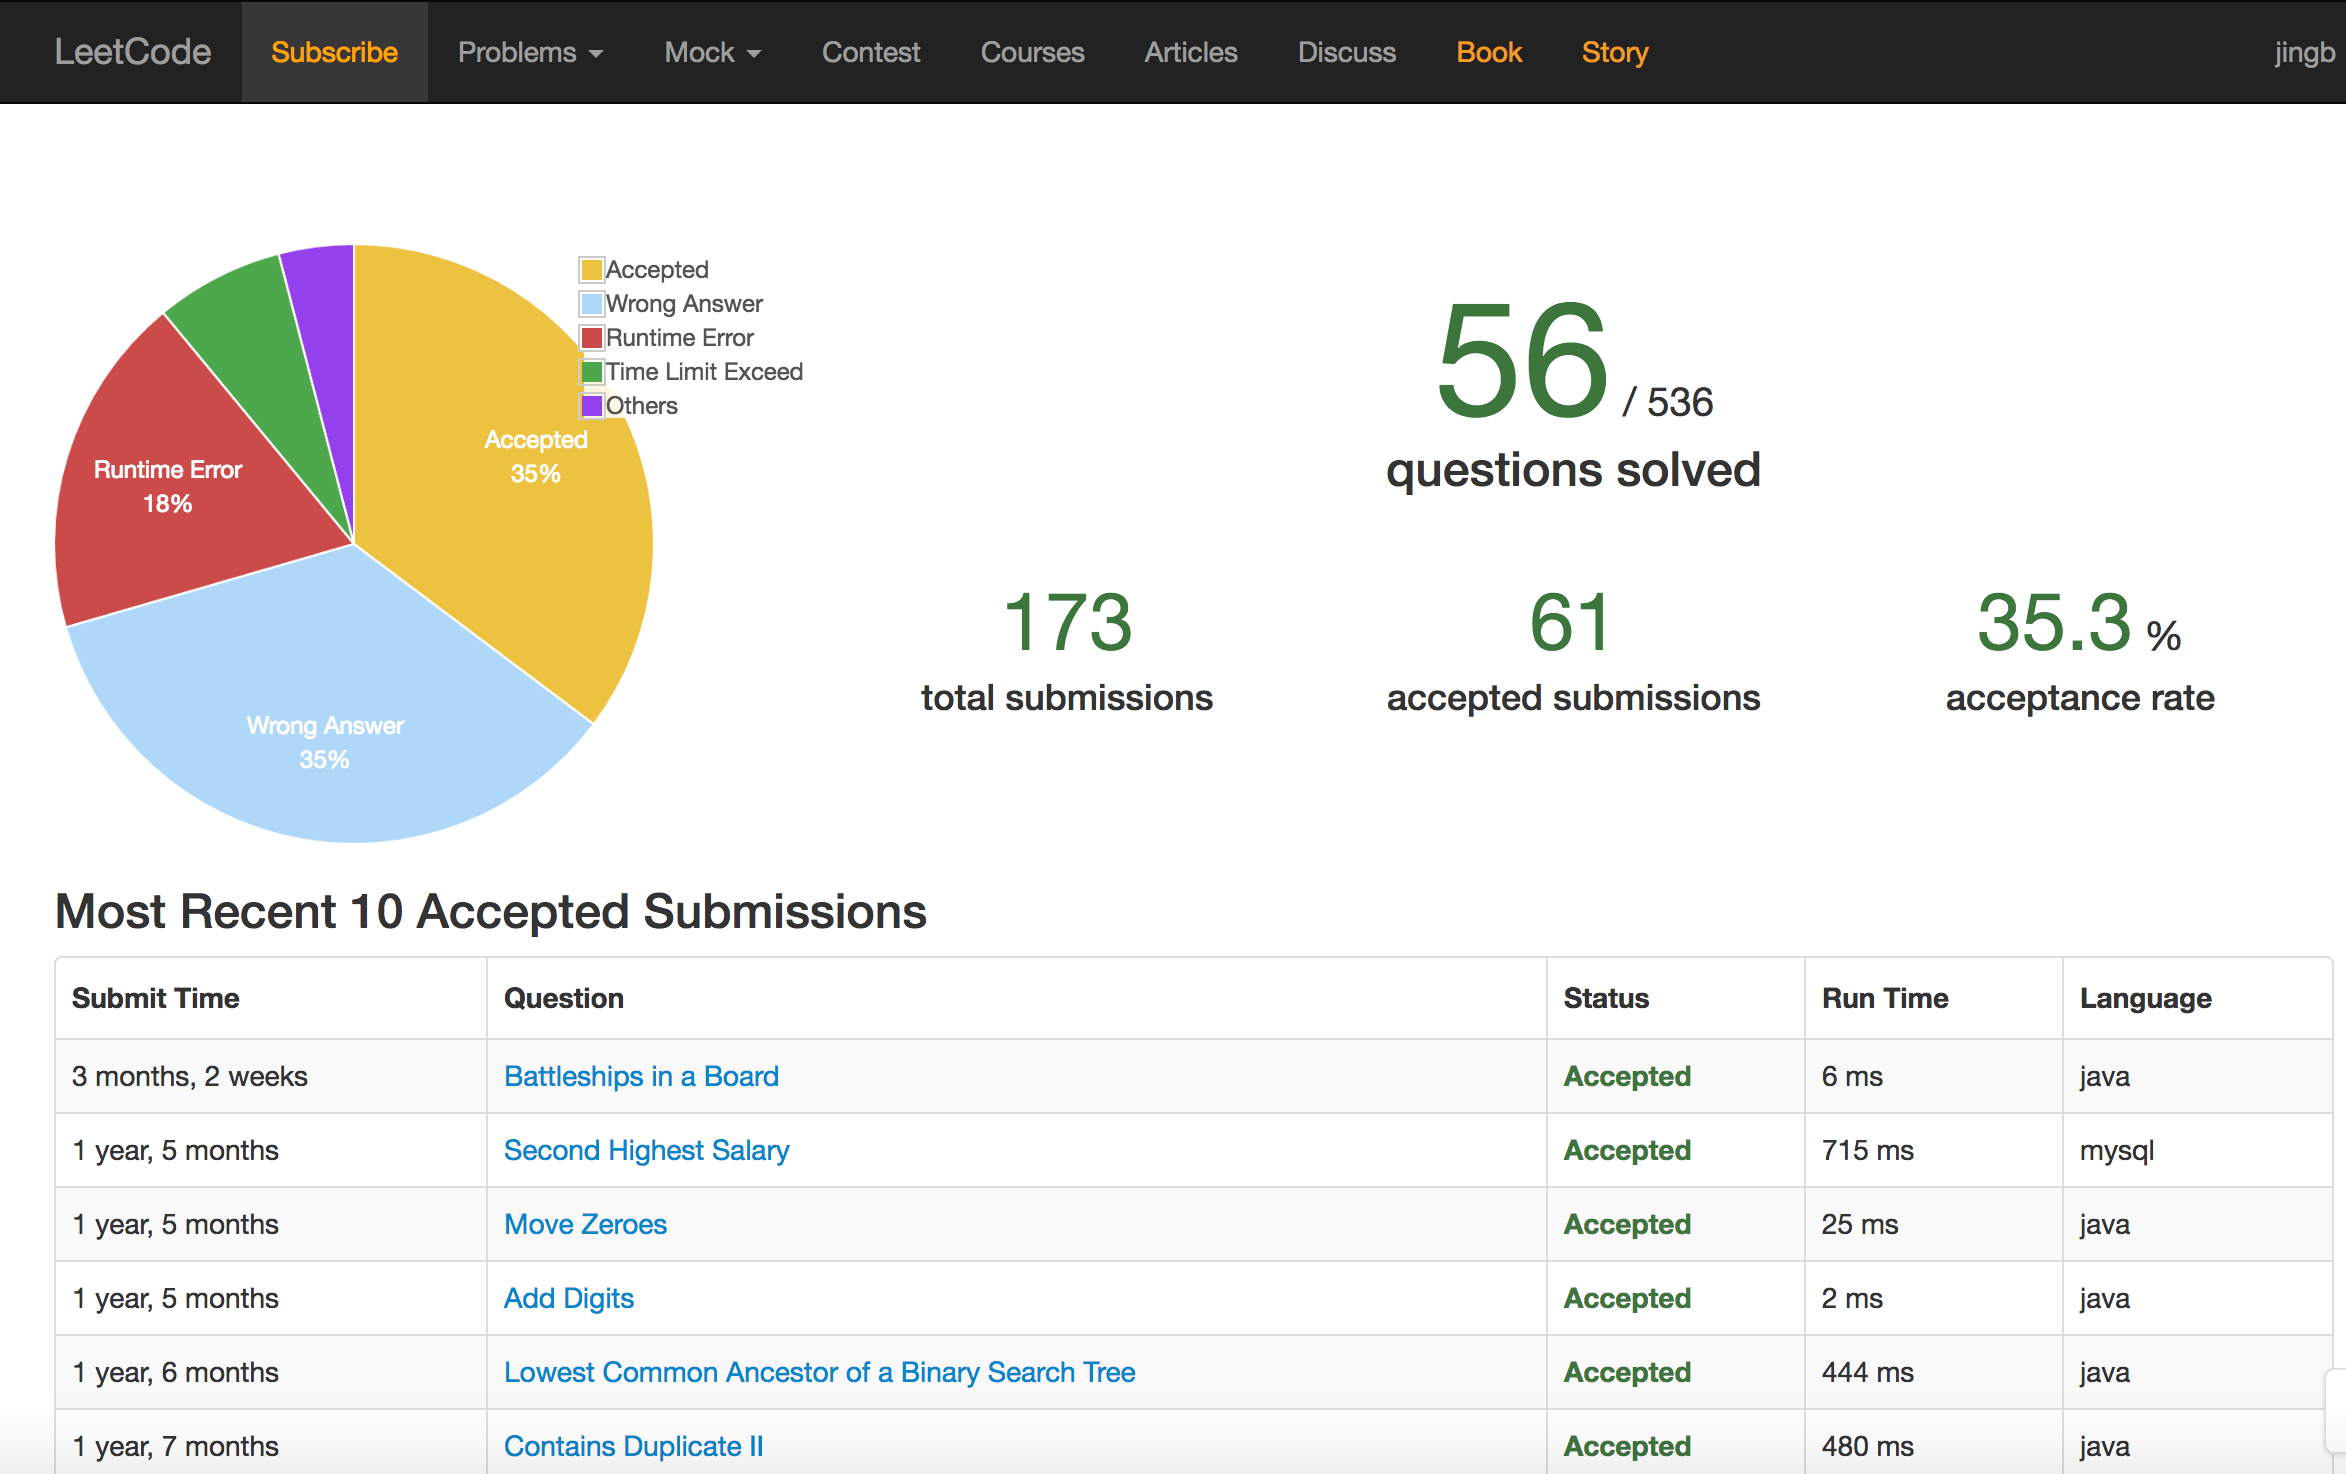 LeetCode Subscribe Problems Mock Contest Courses Articles Discuss Book Story jingb
Accepted
Wrong Answer
Runtime Error
Time Limit Exceed
Others
Accepted
35%
Runtime Error
18%
Wrong Answer
35%
56 / 536
questions solved
173 61 35.3 %
total submissions accepted submissions acceptance rate
Most Recent 10 Accepted Submissions
Submit Time Question Status Run Time Language
3 months, 2 weeks Battleships in a Board Accepted 6 ms java
1 year, 5 months Second Highest Salary Accepted 715 ms mysql
1 year, 5 months Move Zeroes Accepted 25 ms java
1 year, 5 months Add Digits Accepted 2 ms java
1 year, 6 months Lowest Common Ancestor of a Binary Search Tree Accepted 444 ms java
1 year, 7 months Contains Duplicate II Accepted 480 ms java